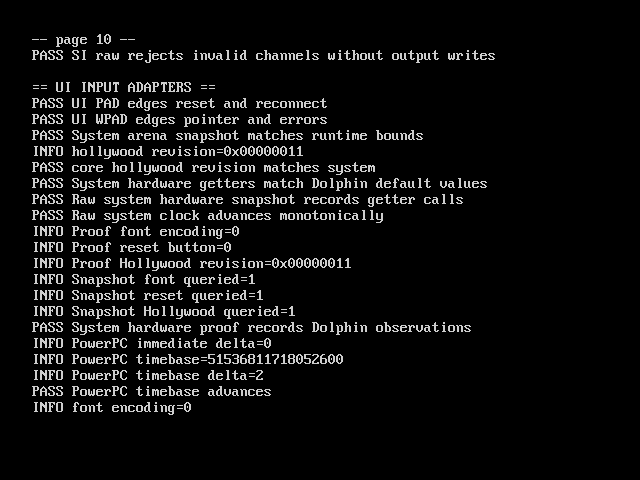 -- page 10 --
PASS SI raw rejects invalid channels without output writes
== UI INPUT ADAPTERS ==
PASS UI PAD edges reset and reconnect
PASS UI WPAD edges pointer and errors
PASS System arena snapshot matches runtime bounds
INFO hollywood revision=0x00000011
PASS core hollywood revision matches system
PASS System hardware getters match Dolphin default values
PASS Raw system hardware snapshot records getter calls
PASS Raw system clock advances monotonically
INFO Proof font encoding=0
INFO Proof reset button=0
INFO Proof Hollywood revision=0x00000011
INFO Snapshot font queried=1
INFO Snapshot reset queried=1
INFO Snapshot Hollywood queried=1
PASS System hardware proof records Dolphin observations
INFO PowerPC immediate delta=0
INFO PowerPC timebase=51536811718052600
INFO PowerPC timebase delta=2
PASS PowerPC timebase advances
INFO font encoding=0